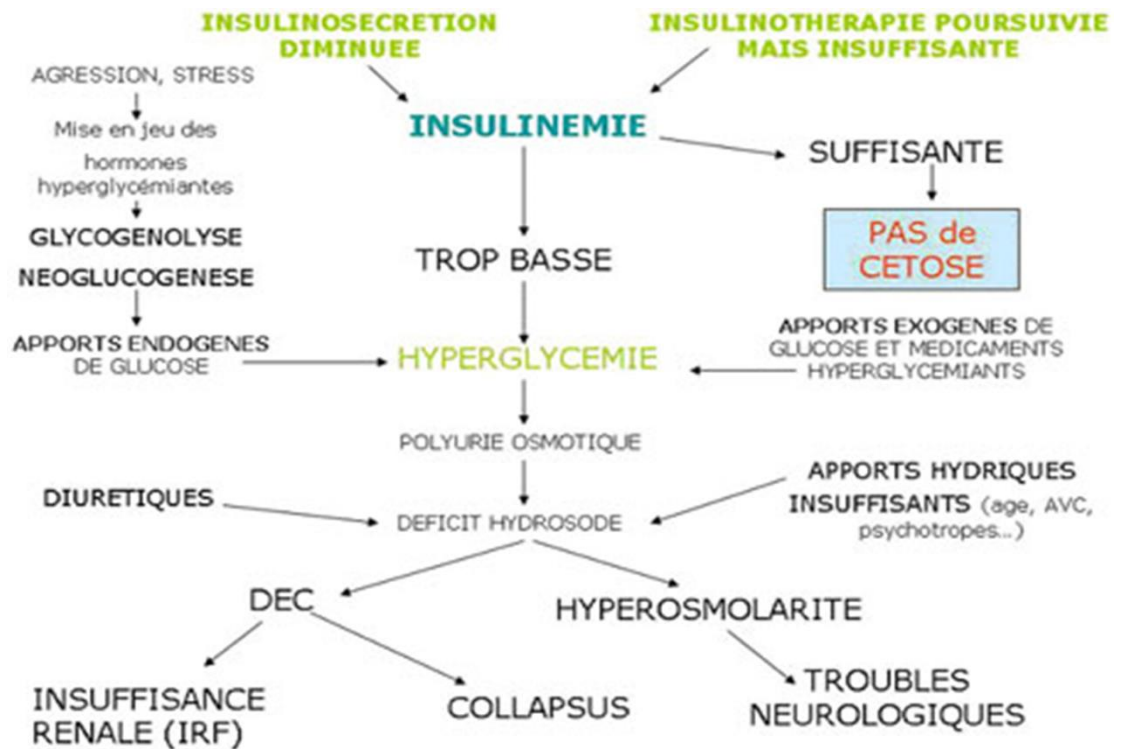 INSULINOSECRETION
DIMINUEE
INSULINOTHERAPIE POURSUIVIE
MAIS INSUFFISANTE
AGRESSION, STRESS
Mise en jeu des
hormones
hyperglycémiantes
GLYCOGENOLYSE
NEOGLUCOGENESE
APPORTS ENDOGENES
DE GLUCOSE
INSULINEMIE
SUFFISANTE
PAS de
CETOSE
TROP BASSE
HYPERGLYCEMIE
APPORTS EXOGENES DE
GLUCOSE ET MEDICAMENTS
HYPERGLYCEMIANTS
POLYURIE OSMOTIQUE
DIURETIQUES
DEFICIT HYDROSODE
APPORTS HYDRIQUES
INSUFFISANTS (age, AVC,
psychotropes...)
DEC
HYPEROSMOLARITE
INSUFFISANCE
RENALE (IRF)
COLLAPSUS
TROUBLES
NEUROLOGIQUES